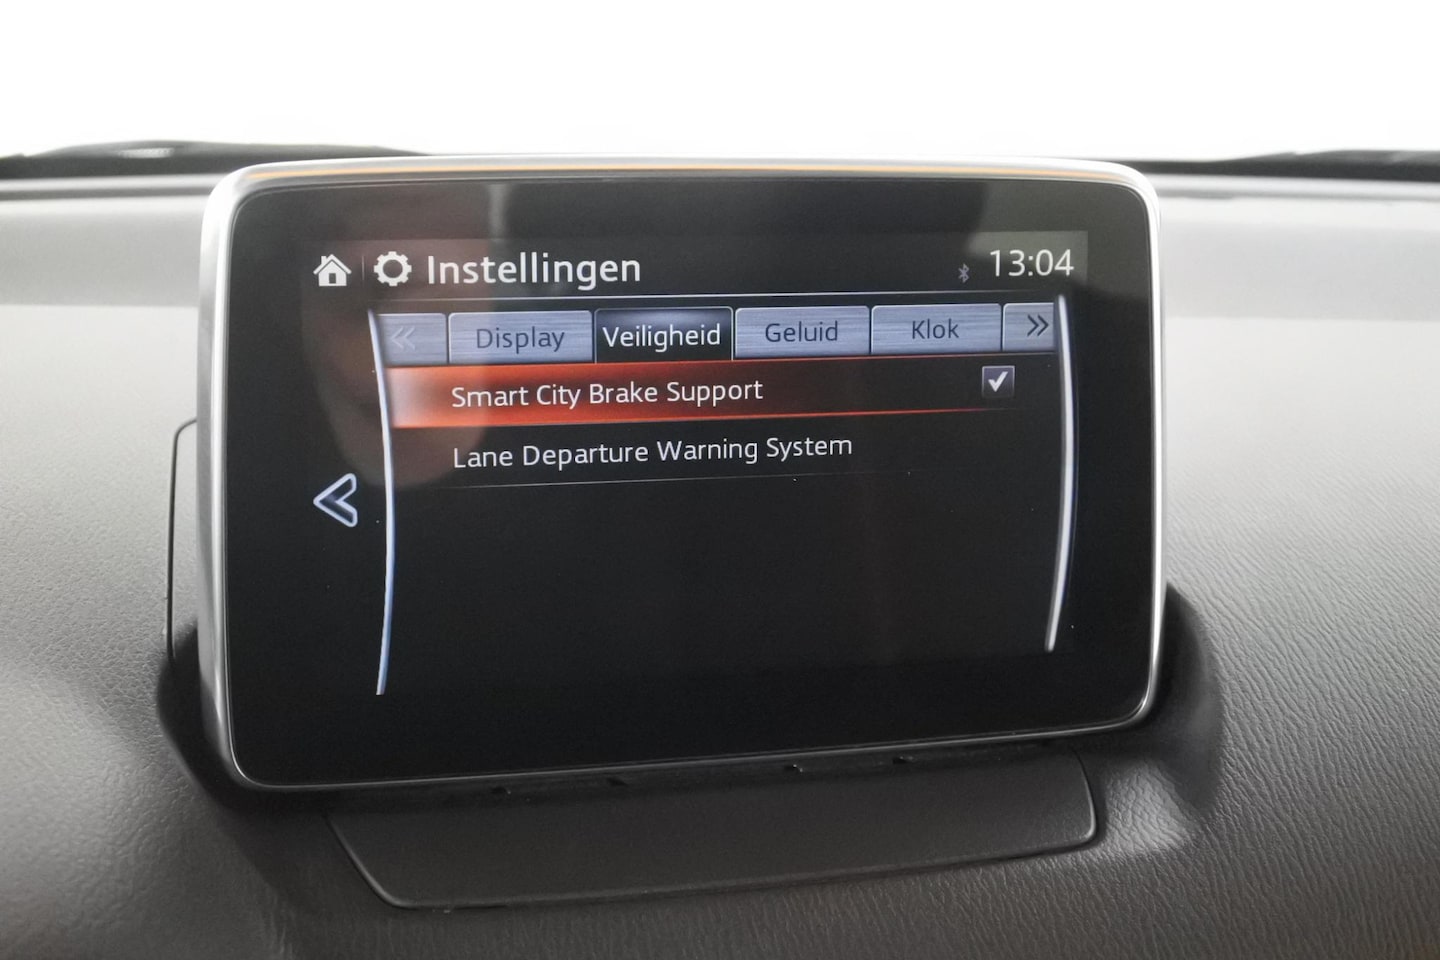 Instellingen
13:04
Display
Veiligheid
Geluid
Klok
Smart City Brake Support
Lane Departure Warning System